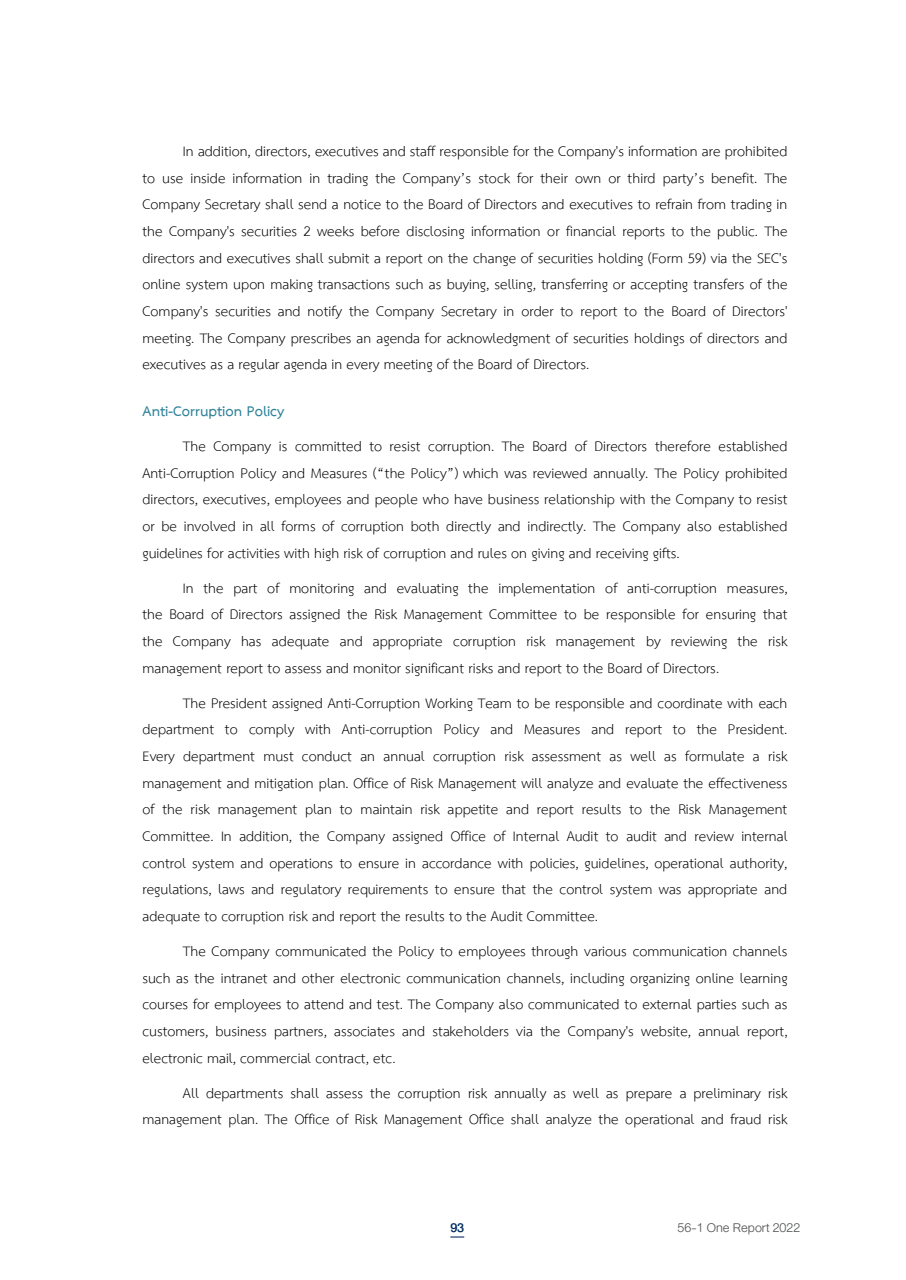 In addition, directors, executives and staff responsible for the Company's information are prohibited
to use inside information in trading the Company’s stock for their own or third party’s benefit. The
Company Secretary shall send a notice to the Board of Directors and executives to refrain from trading in
the Company's securities 2 weeks before disclosing information or financial reports to the public. The
directors and executives shall submit a report on the change of securities holding (Form 59) via the SEC's
online system upon making transactions such as buying, selling, transferring or accepting transfers of the
Company's securities and notify the Company Secretary in order to report to the Board of Directors'
meeting. The Company prescribes an agenda for acknowledgment of securities holdings of directors and
executives as a regular agenda in every meeting of the Board of Directors.
Anti-Corruption Policy
The Company is committed to resist corruption. The Board of Directors therefore established
Anti-Corruption Policy and Measures (“the Policy”) which was reviewed annually. The Policy prohibited
directors, executives, employees and people who have business relationship with the Company to resist
or be involved in all forms of corruption both directly and indirectly. The Company also established
guidelines for activities with high risk of corruption and rules on giving and receiving gifts.
In the part of monitoring and evaluating the implementation of anti-corruption measures,
the Board of Directors assigned the Risk Management Committee to be responsible for ensuring that
the Company has adequate and appropriate corruption risk management by reviewing the risk
management report to assess and monitor significant risks and report to the Board of Directors.
The President assigned Anti-Corruption Working Team to be responsible and coordinate with each
department to comply with Anti-corruption Policy and Measures and report to the President.
Every department must conduct an annual corruption risk assessment as well as formulate a risk
management and mitigation plan. Office of Risk Management will analyze and evaluate the effectiveness
of the risk management plan to maintain risk appetite and report results to the Risk Management
Committee. In addition, the Company assigned Office of Internal Audit to audit and review internal
control system and operations to ensure in accordance with policies, guidelines, operational authority,
regulations, laws and regulatory requirements to ensure that the control system was appropriate and
adequate to corruption risk and report the results to the Audit Committee.
The Company communicated the Policy to employees through various communication channels
such as the intranet and other electronic communication channels, including organizing online learning
courses for employees to attend and test. The Company also communicated to external parties such as
customers, business partners, associates and stakeholders via the Company's website, annual report,
electronic mail, commercial contract, etc.
All departments shall assess the corruption risk annually as well as prepare a preliminary risk
management plan. The Office of Risk Management Office shall analyze the operational and fraud risk
93
56-1 One Report 2022